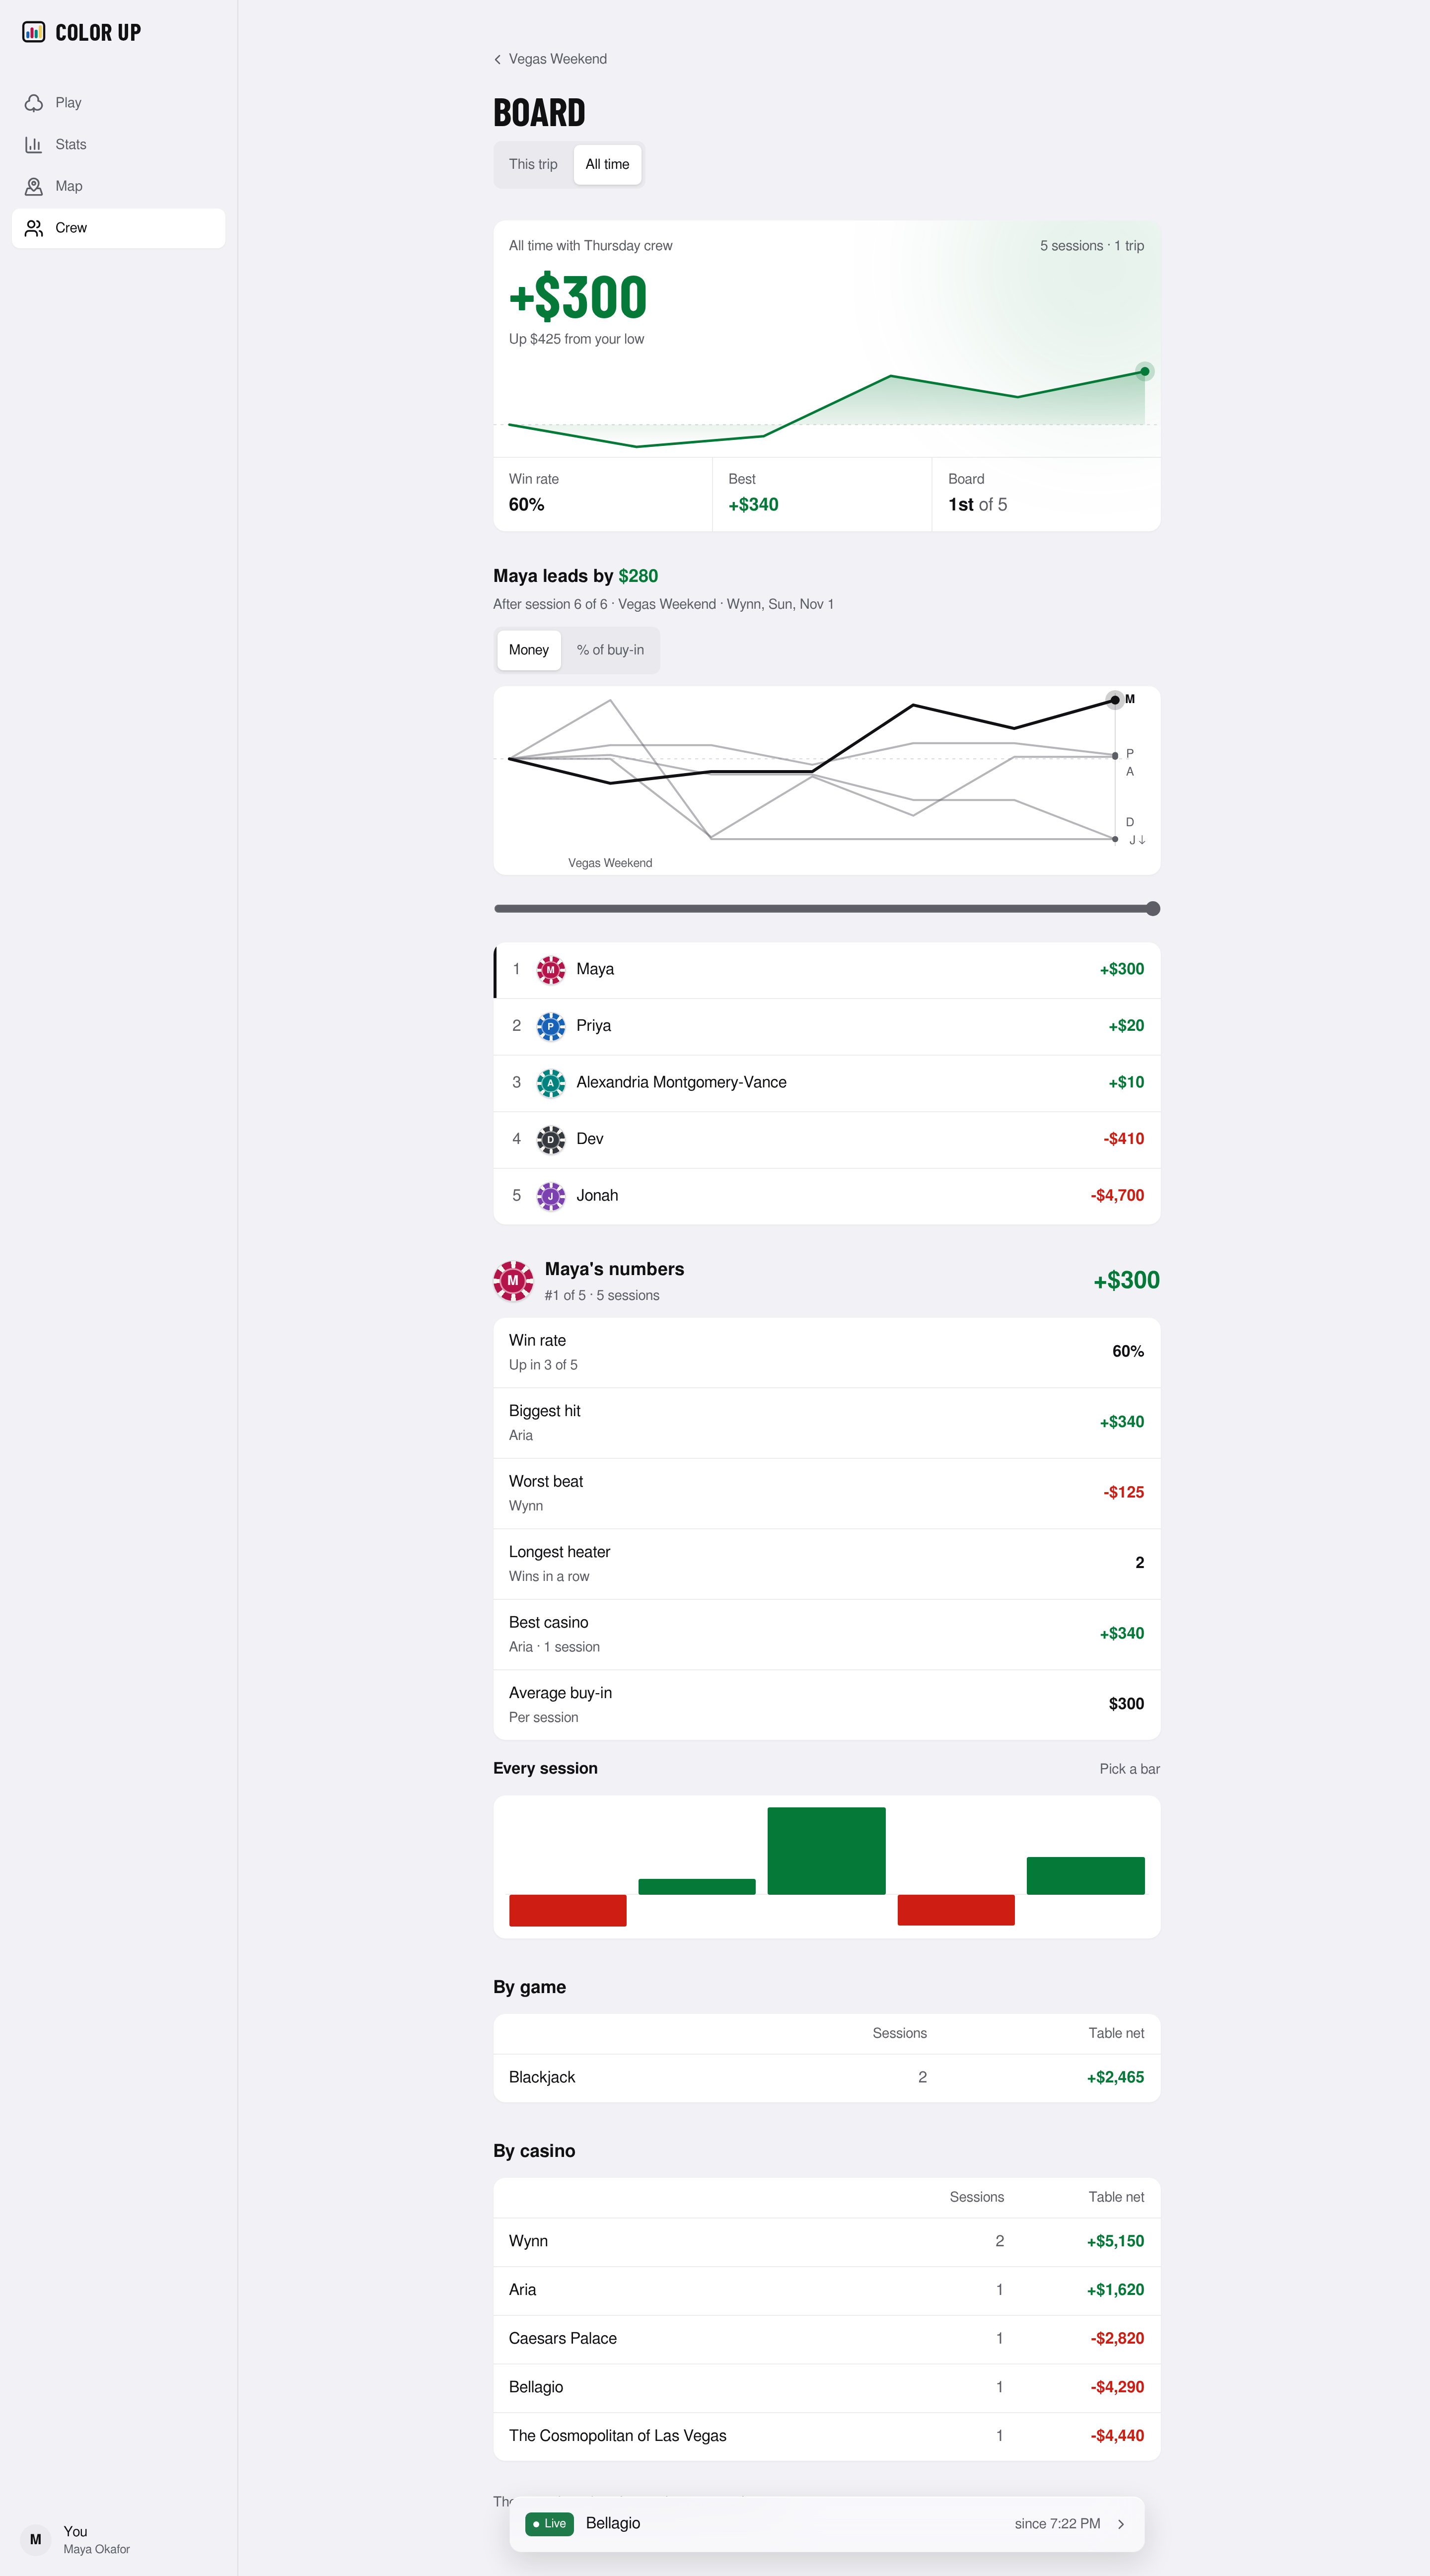 COLOR UP
Play
Stats
Map
Crew
Vegas Weekend
BOARD
This trip
All time
All time with Thursday crew
5 sessions · 1 trip
+$300
Up $425 from your low
Win rate
60%
Best
+$340
Board
1st of 5
Maya leads by $280
After session 6 of 6 · Vegas Weekend · Wynn, Sun, Nov 1
Money
% of buy-in
M
P
A
D
J↓
Vegas Weekend
1 M Maya +$300
2 P Priya +$20
3 A Alexandria Montgomery-Vance +$10
4 D Dev -$410
5 J Jonah -$4,700
M
Maya's numbers
#1 of 5 · 5 sessions
+$300
Win rate
Up in 3 of 5
60%
Biggest hit
Aria
+$340
Worst beat
Wynn
-$125
Longest heater
Wins in a row
2
Best casino
Aria · 1 session
+$340
Average buy-in
Per session
$300
Every session
Pick a bar
By game
Sessions Table net
Blackjack 2 +$2,465
By casino
Sessions Table net
Wynn 2 +$5,150
Aria 1 +$1,620
Caesars Palace 1 -$2,820
Bellagio 1 -$4,290
The Cosmopolitan of Las Vegas 1 -$4,440
Live Bellagio since 7:22 PM
M
You
Maya Okafor